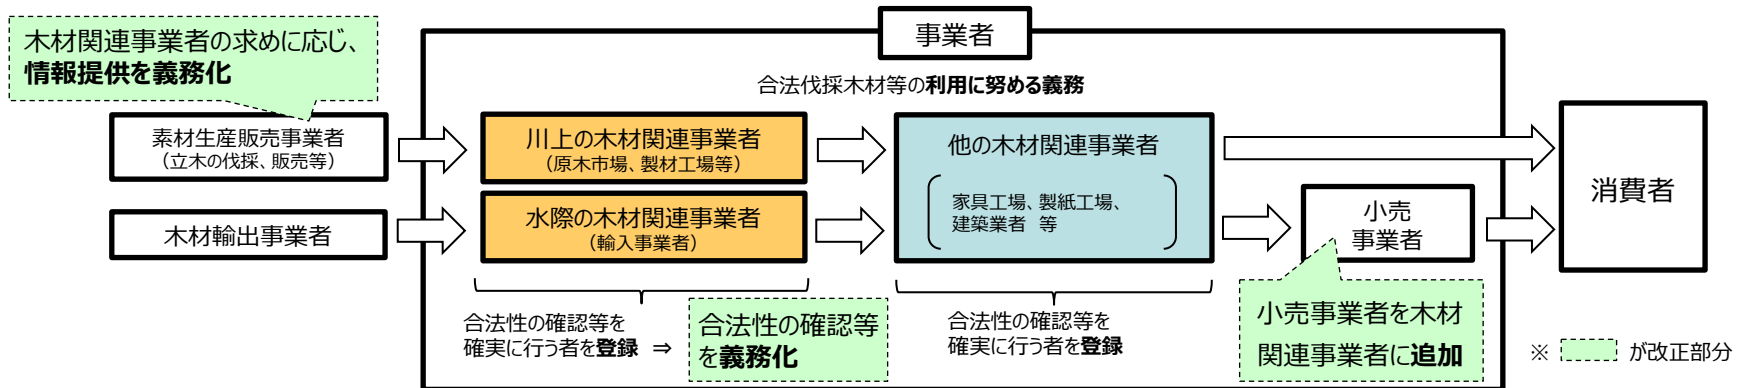 事業者
木材関連事業者の求めに応じ、
情報提供を義務化
合法伐採木材等の利用に努める義務
素材生産販売事業者
（立木の伐採、販売等）
川上の木材関連事業者
（原木市場、製材工場等）
他の木材関連事業者
家具工場、製紙工場、
建築業者 等
消費者
木材輸出事業者
水際の木材関連事業者
（輸入事業者）
小売
事業者
合法性の確認等を
確実に行う者を登録 ⇒
合法性の確認等
を義務化
合法性の確認等を
確実に行う者を登録
小売事業者を木材
関連事業者に追加
※ が改正部分